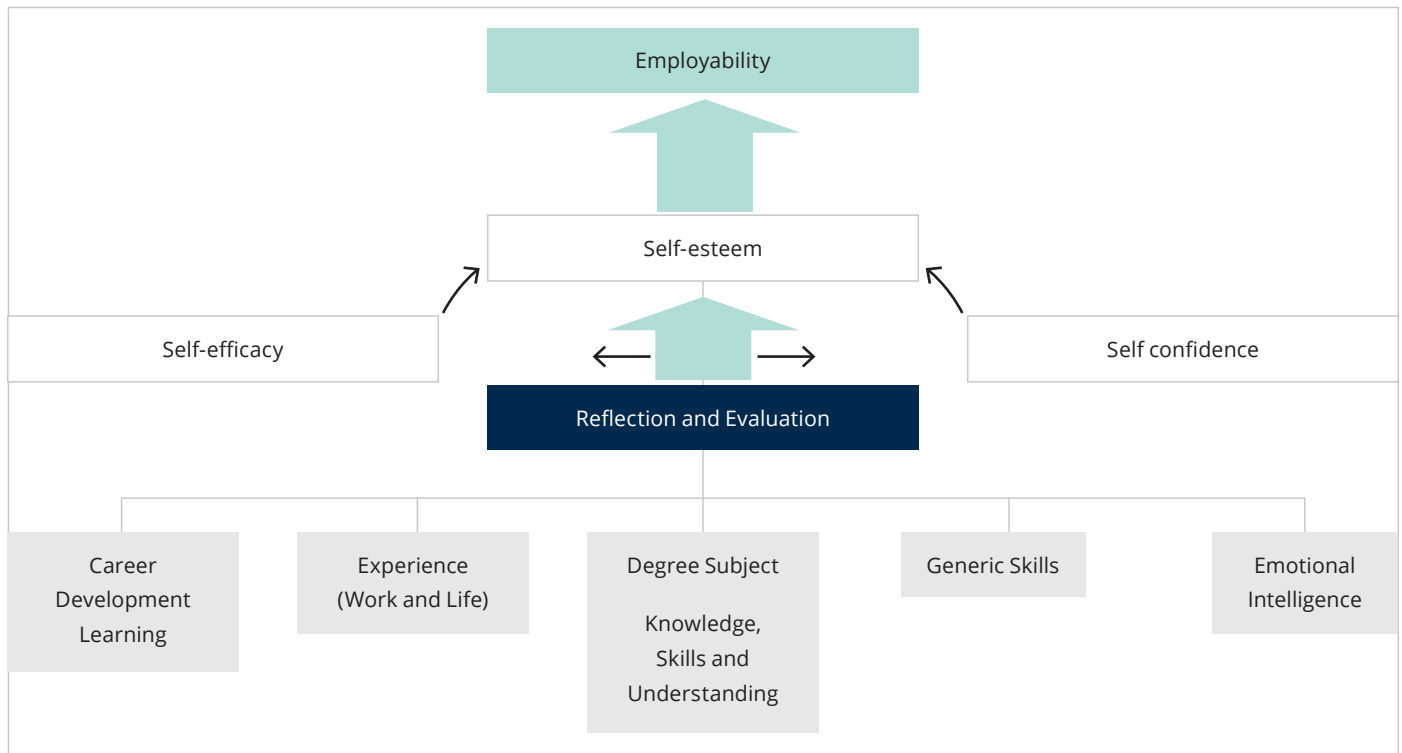 Employability
Self-esteem
Self-efficacy
Self confidence
Reflection and Evaluation
Career
Development
Learning
Experience
(Work and Life)
Degree Subject
Knowledge,
Skills and
Understanding
Generic Skills
Emotional
Intelligence